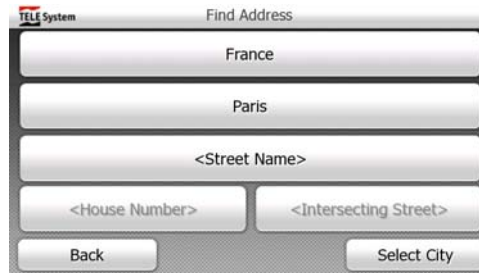 TELE System Find Address
France
Paris
<Street Name>
<House Number> <Intersecting Street>
Back Select City